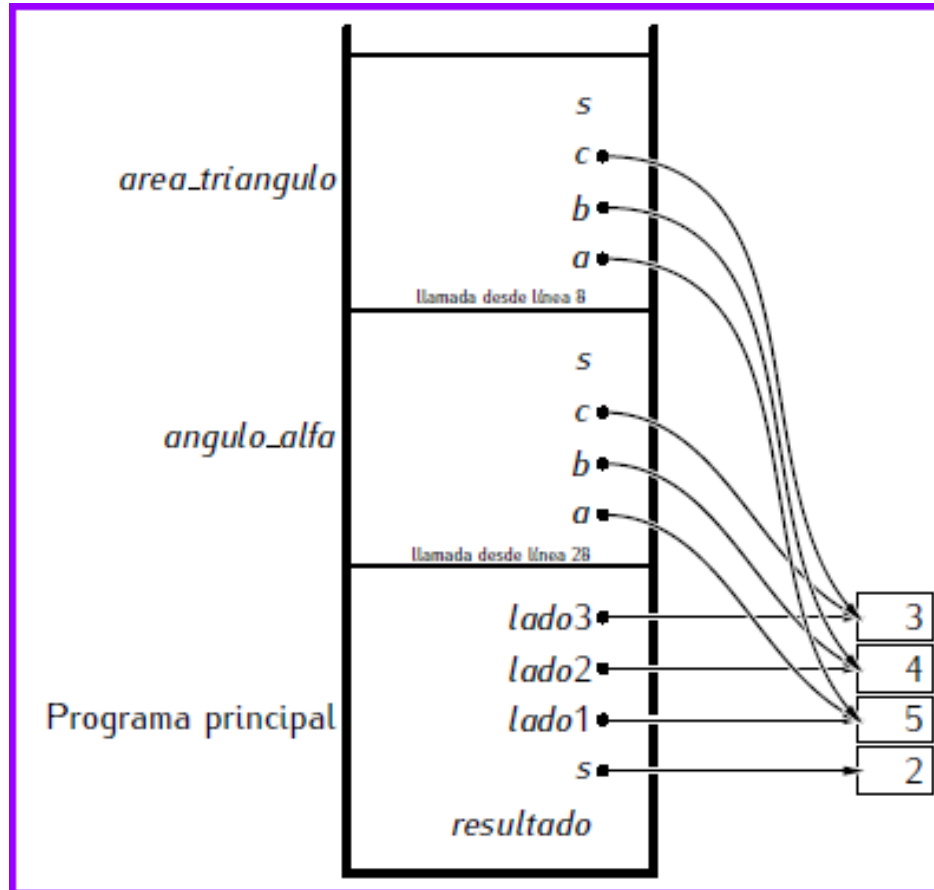 s
c
area_triangulo
b
a
llamada desde línea 8
s
c
angulo_alfa
b
a
llamada desde línea 28
lado3 3
lado2 4
Programa principal lado1 5
s 2
resultado